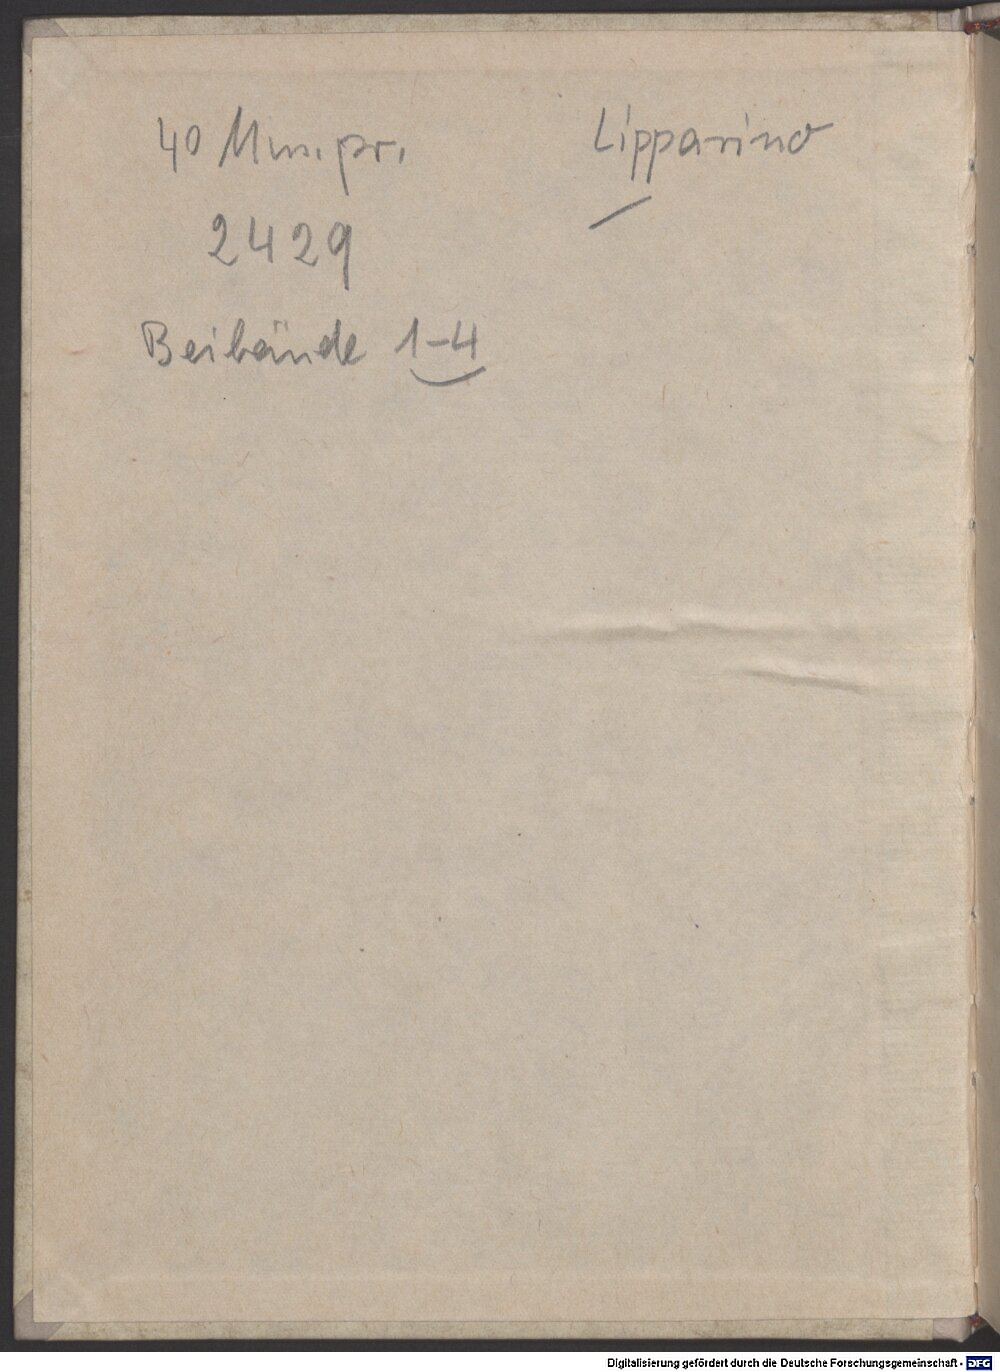 40 Mus. pr.
2429
Beibände 1-4
Lipparino
Digitalisierung gefördert durch die Deutsche Forschungsgemeinschaft - DFG